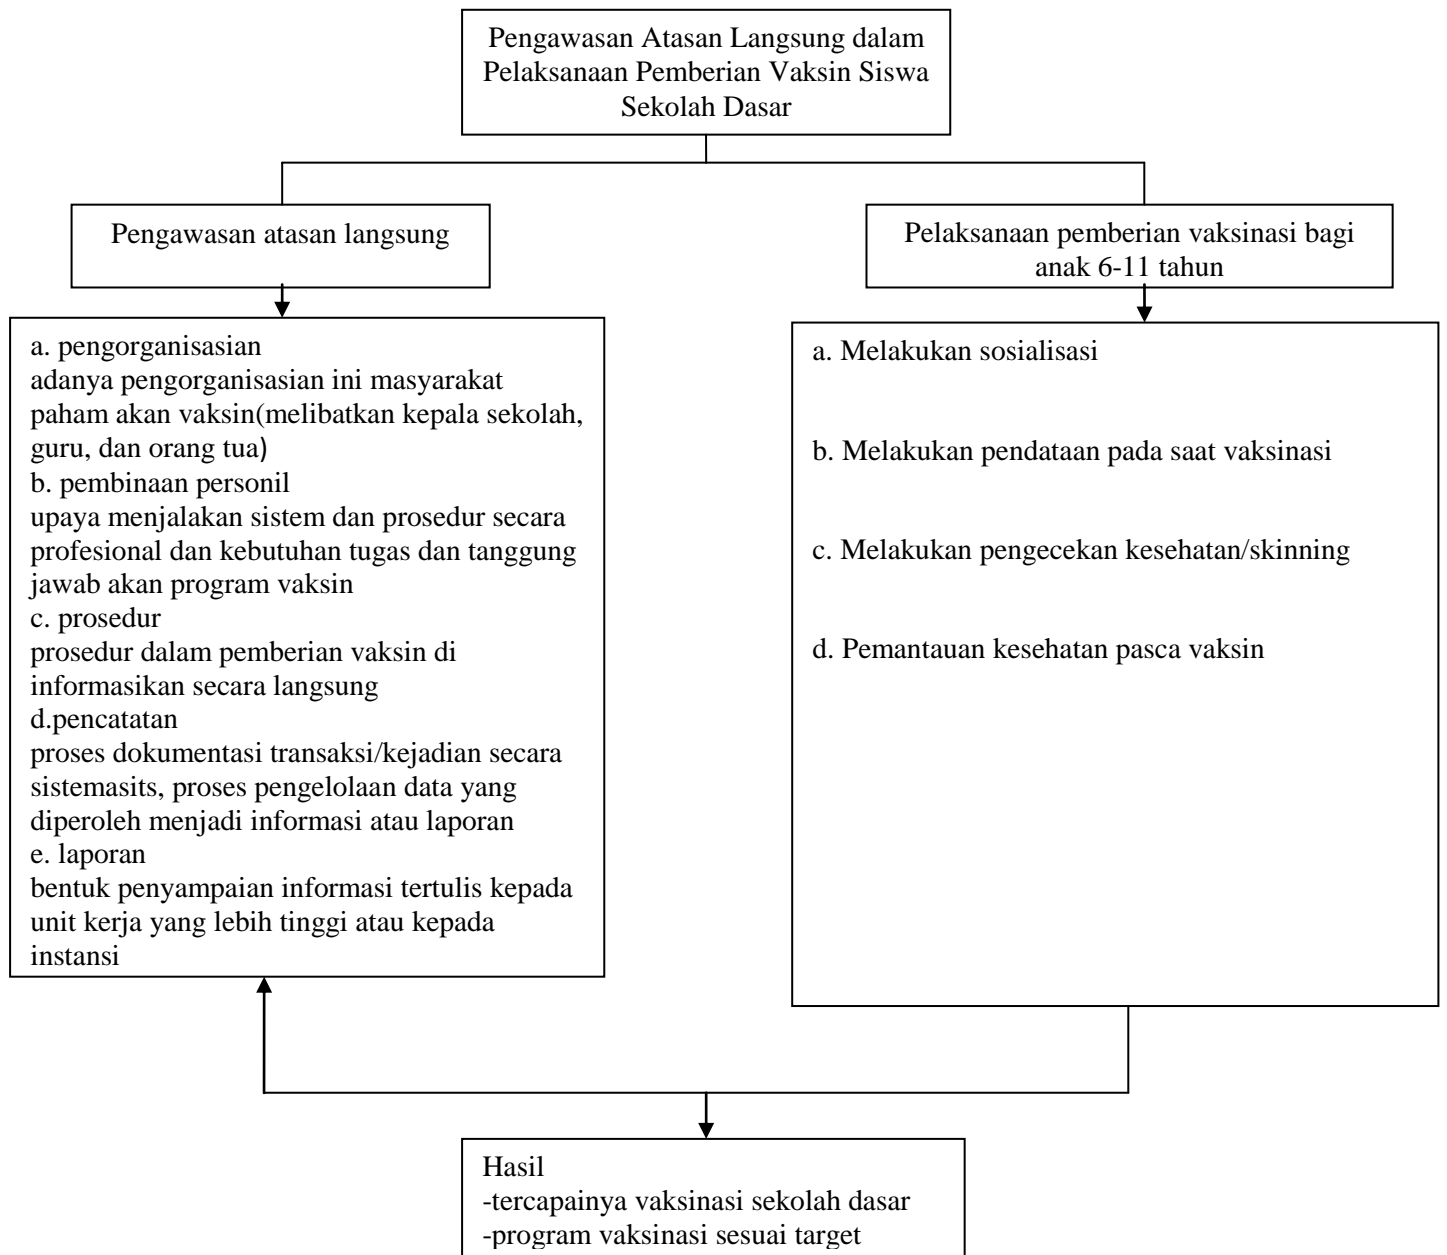 Pengawasan Atasan Langsung dalam
Pelaksanaan Pemberian Vaksin Siswa
Sekolah Dasar
Pengawasan atasan langsung
Pelaksanaan pemberian vaksinasi bagi
anak 6-11 tahun
a. pengorganisasian
adanya pengorganisasian ini masyarakat
paham akan vaksin(melibatkan kepala sekolah,
guru, dan orang tua)
b. pembinaan personil
upaya menjalakan sistem dan prosedur secara
profesional dan kebutuhan tugas dan tanggung
jawab akan program vaksin
c. prosedur
prosedur dalam pemberian vaksin di
informasikan secara langsung
d.pencatatan
proses dokumentasi transaksi/kejadian secara
sistemasits, proses pengelolaan data yang
diperoleh menjadi informasi atau laporan
e. laporan
bentuk penyampaian informasi tertulis kepada
unit kerja yang lebih tinggi atau kepada
instansi
a. Melakukan sosialisasi
b. Melakukan pendataan pada saat vaksinasi
c. Melakukan pengecekan kesehatan/skinning
d. Pemantauan kesehatan pasca vaksin
Hasil
-tercapainya vaksinasi sekolah dasar
-program vaksinasi sesuai target